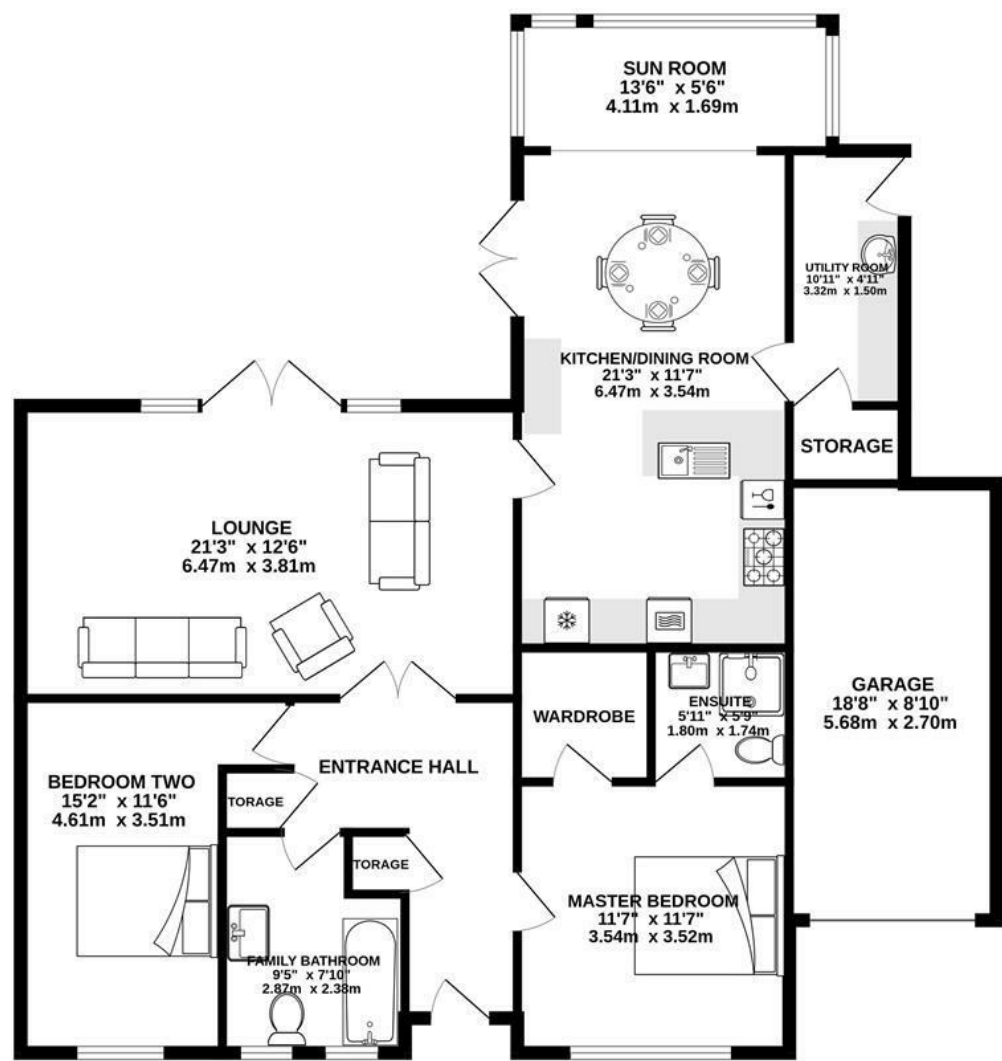 SUN ROOM
13'6" x 5'6"
4.11m x 1.69m
UTILITY ROOM
10'11" x 4'11"
3.32m x 1.50m
KITCHEN/DINING ROOM
21'3" x 11'7"
6.47m x 3.54m
STORAGE
LOUNGE
21'3" x 12'6"
6.47m x 3.81m
GARAGE
18'8" x 8'10"
5.68m x 2.70m
WARDROBE
ENSUITE
5'11" x 5'9"
1.80m x 1.74m
ENTRANCE HALL
BEDROOM TWO
15'2" x 11'6"
4.61m x 3.51m
TORAGE
TORAGE
MASTER BEDROOM
11'7" x 11'7"
3.54m x 3.52m
FAMILY BATHROOM
9'5" x 7'10"
2.87m x 2.38m